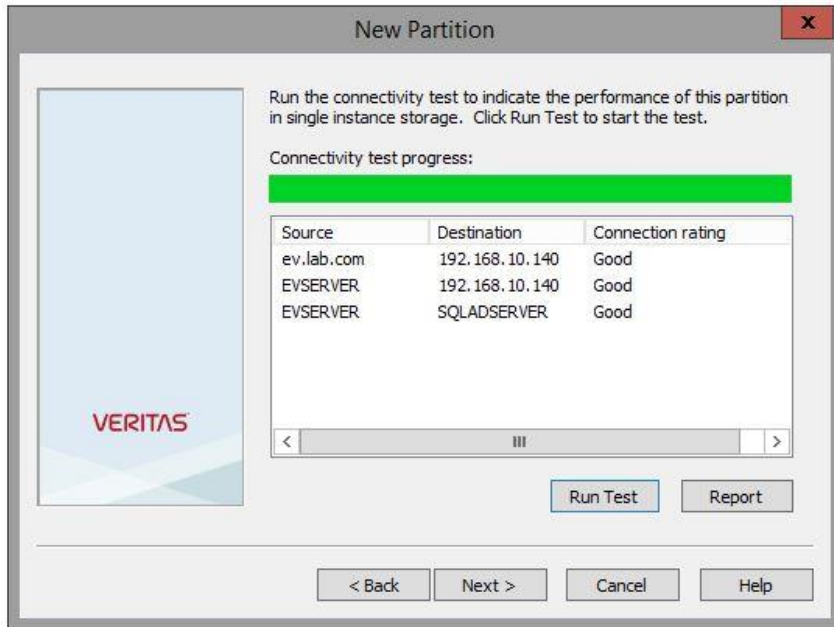 New Partition
x
Run the connectivity test to indicate the performance of this partition
in single instance storage. Click Run Test to start the test.
Connectivity test progress:
Source Destination Connection rating
ev.lab.com 192.168.10.140 Good
EVSERVER 192.168.10.140 Good
EVSERVER SQLADSERVER Good
VERITAS
< III >
Run Test Report
< Back Next > Cancel Help